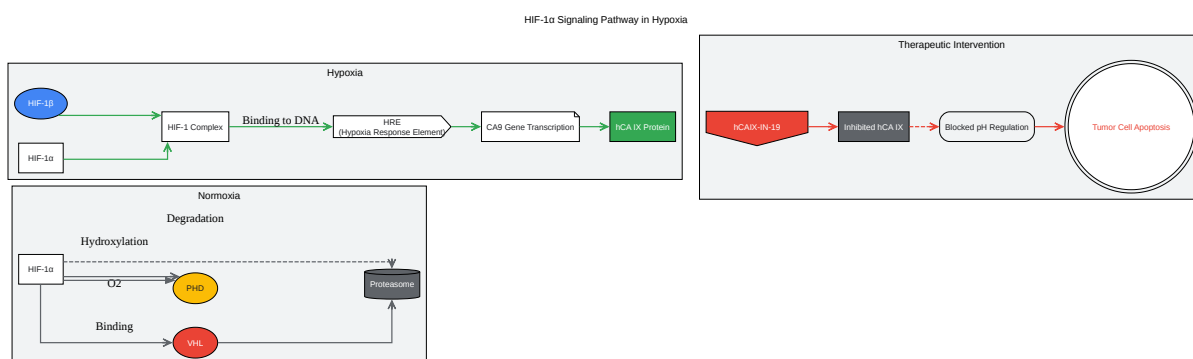 HIF-1α Signaling Pathway in Hypoxia
Hypoxia
HIF-1β
HIF-1α
HIF-1 Complex
Binding to DNA
HRE
(Hypoxia Response Element)
CA9 Gene Transcription
hCA IX Protein
Therapeutic Intervention
hCAIX-IN-19
Inhibited hCA IX
Blocked pH Regulation
Tumor Cell Apoptosis
Normoxia
Degradation
Hydroxylation
HIF-1α
O2
PHD
Proteasome
Binding
VHL